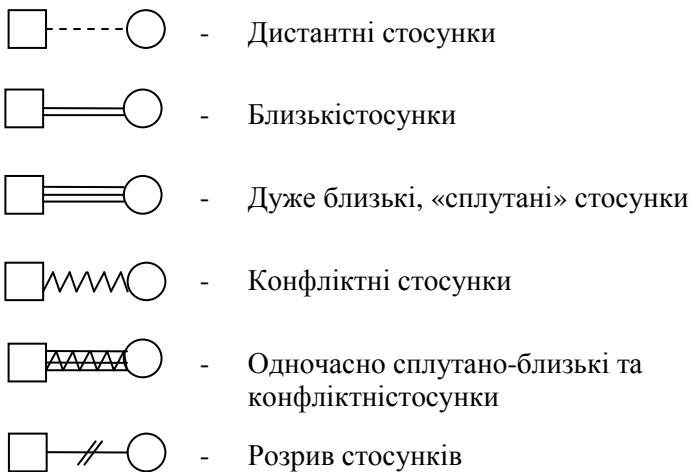 - Дистантні стосунки
- Близькістосунки
- Дуже близькі, «сплутані» стосунки
- Конфліктні стосунки
- Одночасно сплутано-близькі та
конфліктністосунки
- Розрив стосунків